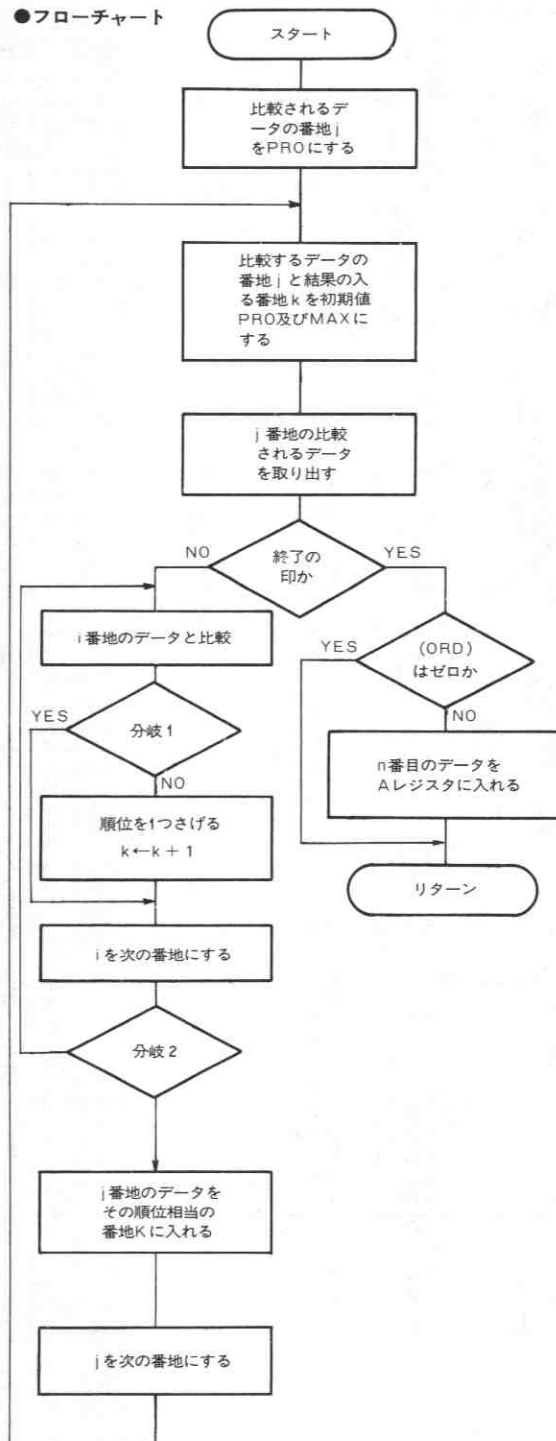 ●フローチャート
スタート
比較されるデ
ータの番地j
をPROにする
比較するデータの
番地jと結果の入
る番地kを初期値
PRO及びMAXに
する
j番地の比較
されるデータ
を取り出す
NO
終了の
印か
YES
i番地のデータと比較
YES
(ORD)
はゼロか
NO
YES
分岐1
NO
n番目のデータを
Aレジスタに入れる
順位を1つさげる
k←k+1
リターン
iを次の番地にする
分岐2
j番地のデータを
その順位相当の
番地Kに入れる
jを次の番地にする